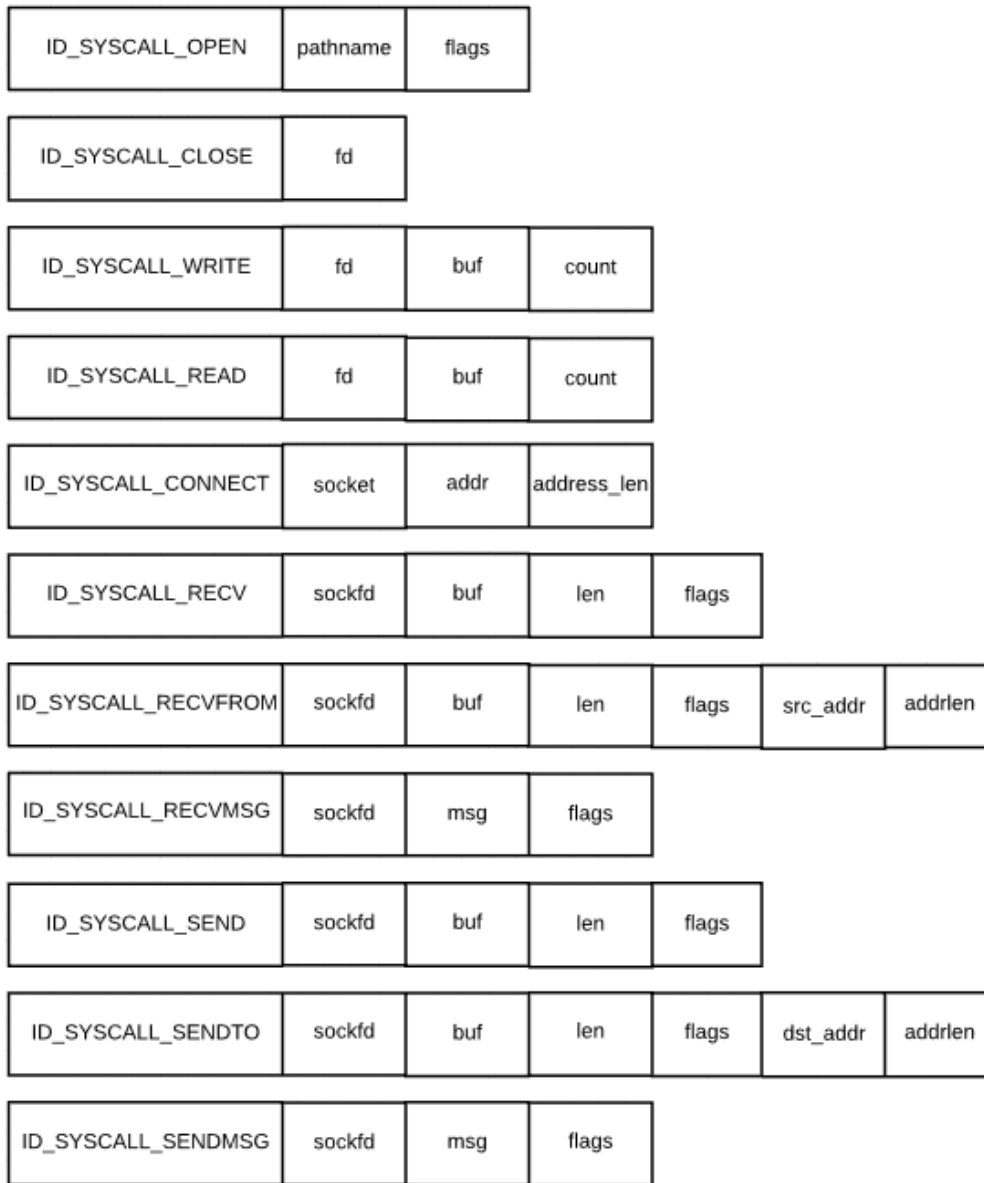 ID_SYSCALL_OPEN pathname flags
ID_SYSCALL_CLOSE fd
ID_SYSCALL_WRITE fd buf count
ID_SYSCALL_READ fd buf count
ID_SYSCALL_CONNECT socket addr address_len
ID_SYSCALL_RECV sockfd buf len flags
ID_SYSCALL_RECVFROM sockfd buf len flags src_addr addrlen
ID_SYSCALL_RECVMSG sockfd msg flags
ID_SYSCALL_SEND sockfd buf len flags
ID_SYSCALL_SENDTO sockfd buf len flags dst_addr addrlen
ID_SYSCALL_SENDMSG sockfd msg flags